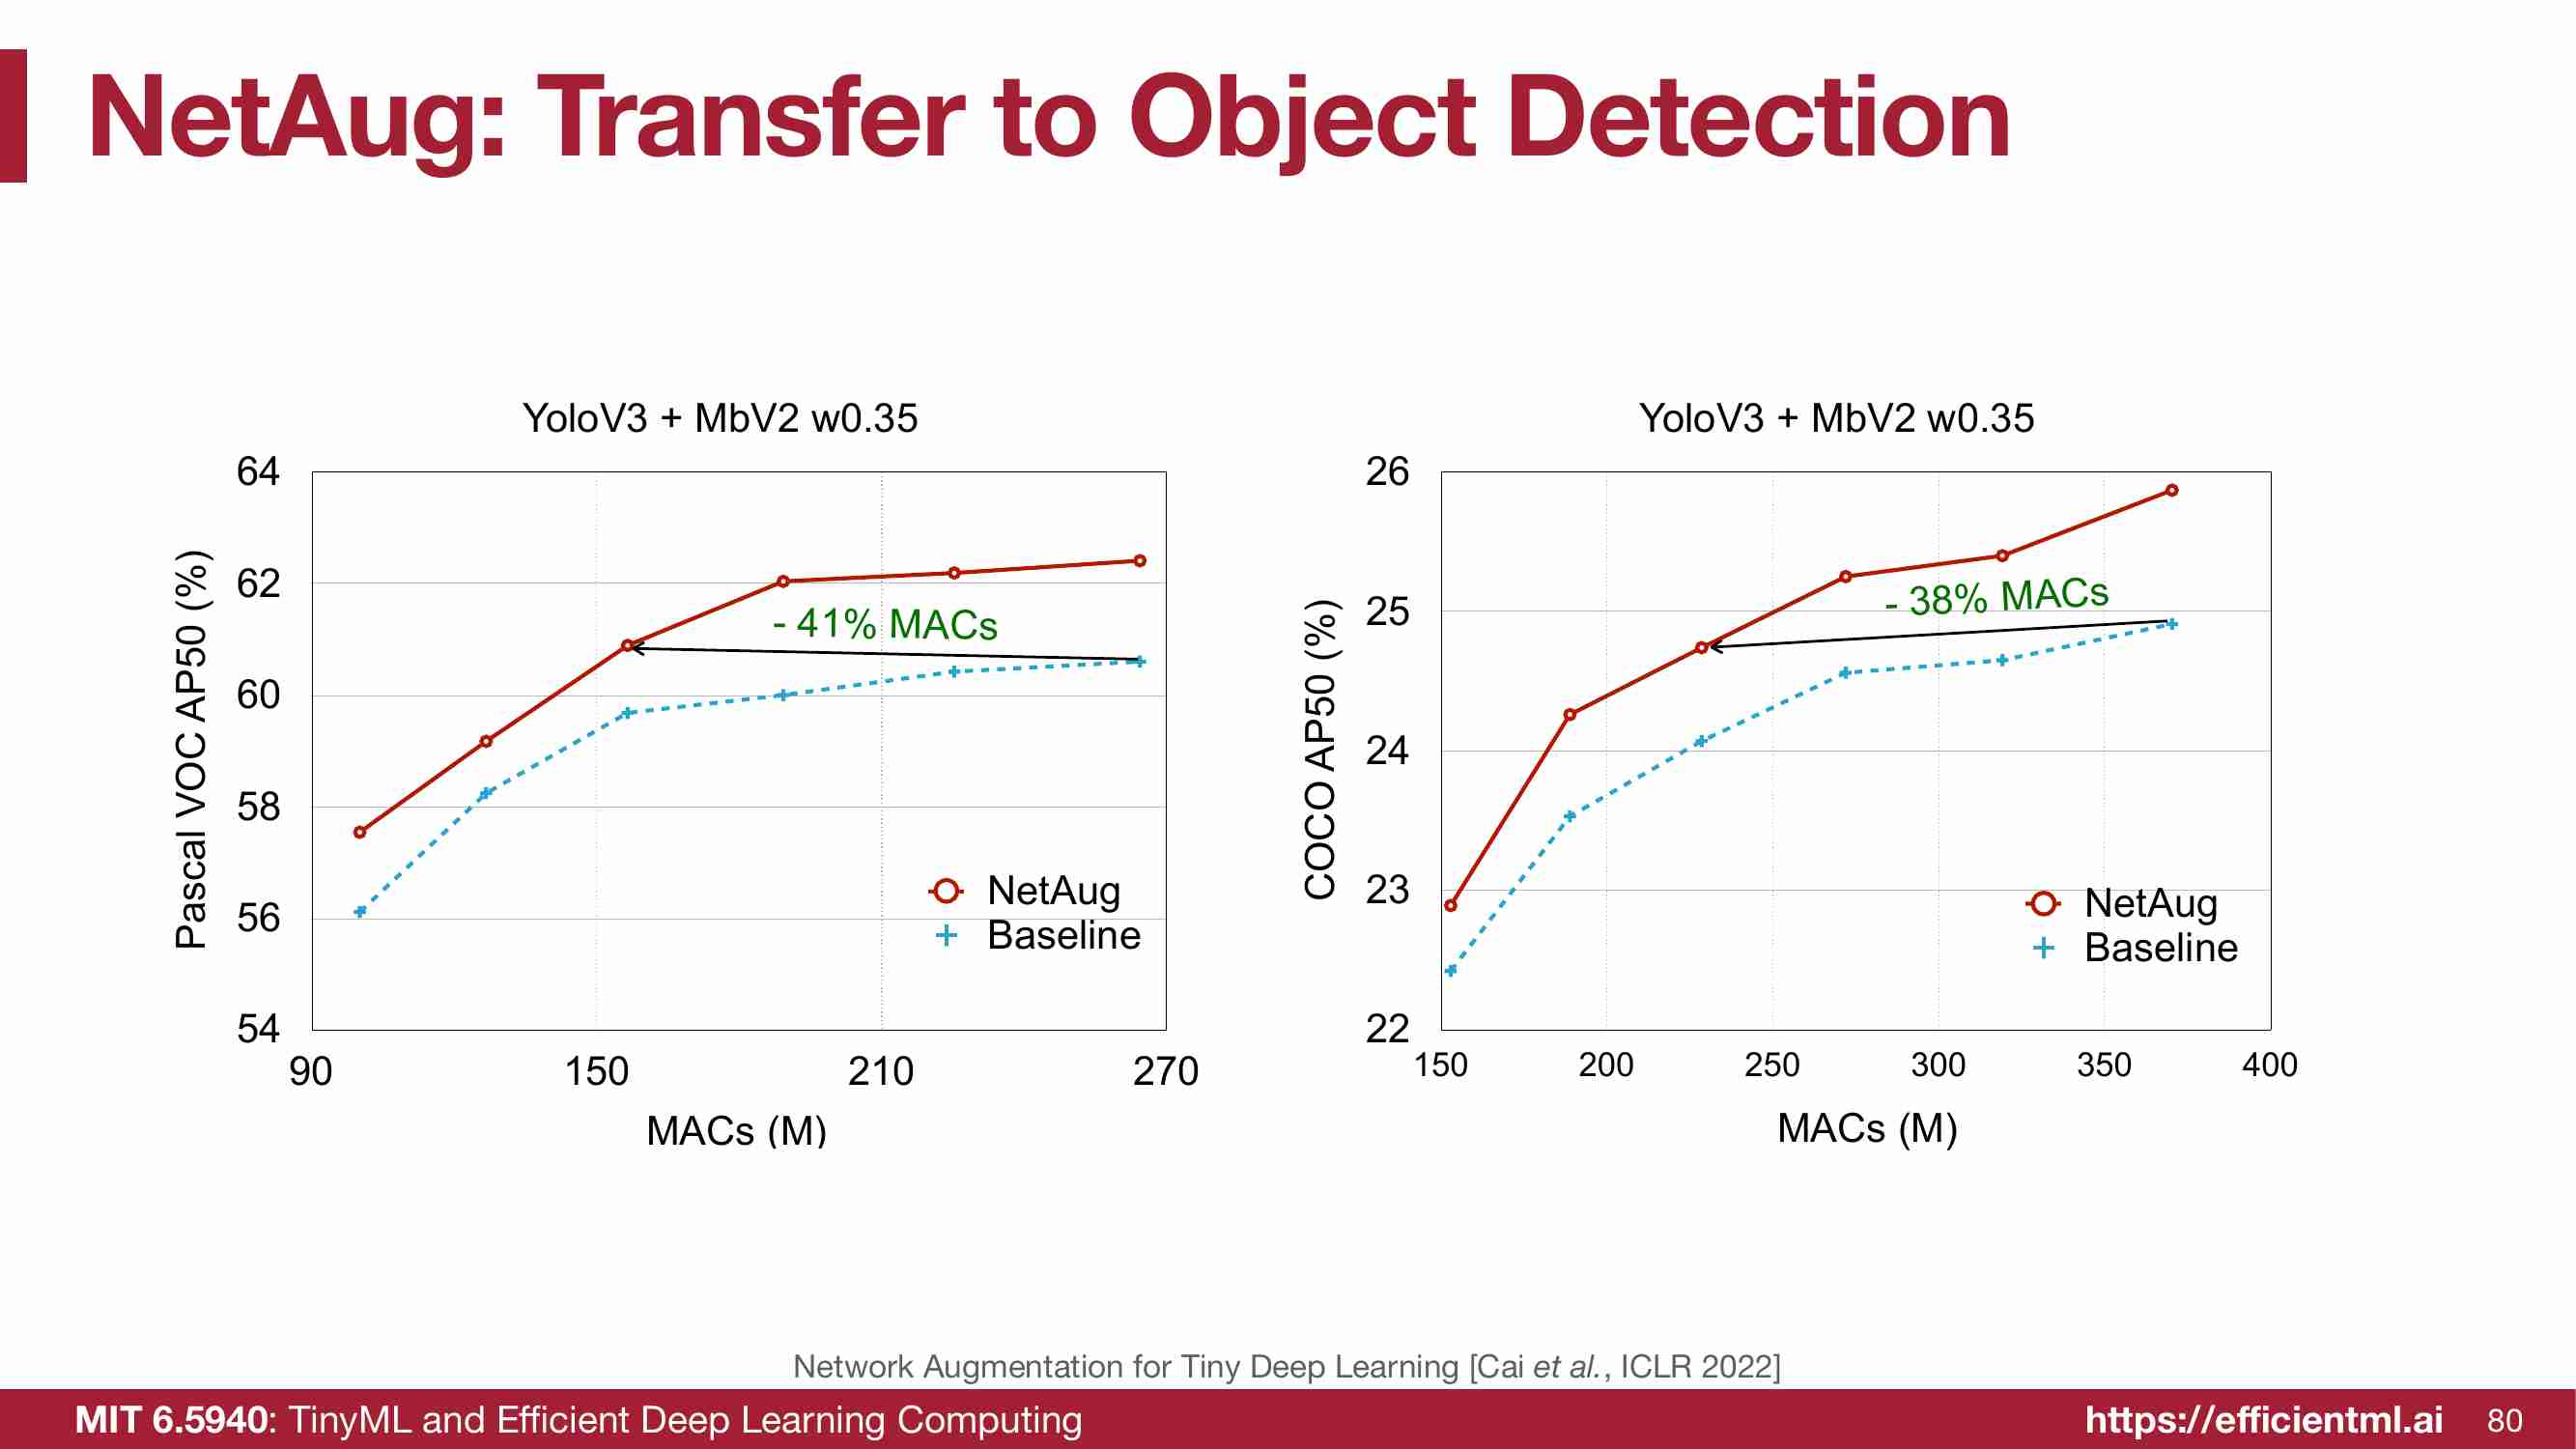 NetAug: Transfer to Object Detection
YoloV3 + MbV2 w0.35
Pascal VOC AP50 (%)
64
62
60
58
56
54
90
150
210
270
MACs (M)
- 41% MACs
NetAug
Baseline
YoloV3 + MbV2 w0.35
COCO AP50 (%)
26
25
24
23
22
150
200
250
300
350
400
MACs (M)
- 38% MACs
NetAug
Baseline
Network Augmentation for Tiny Deep Learning [Cai et al., ICLR 2022]
MIT 6.5940: TinyML and Efficient Deep Learning Computing
https://efficientml.ai
80